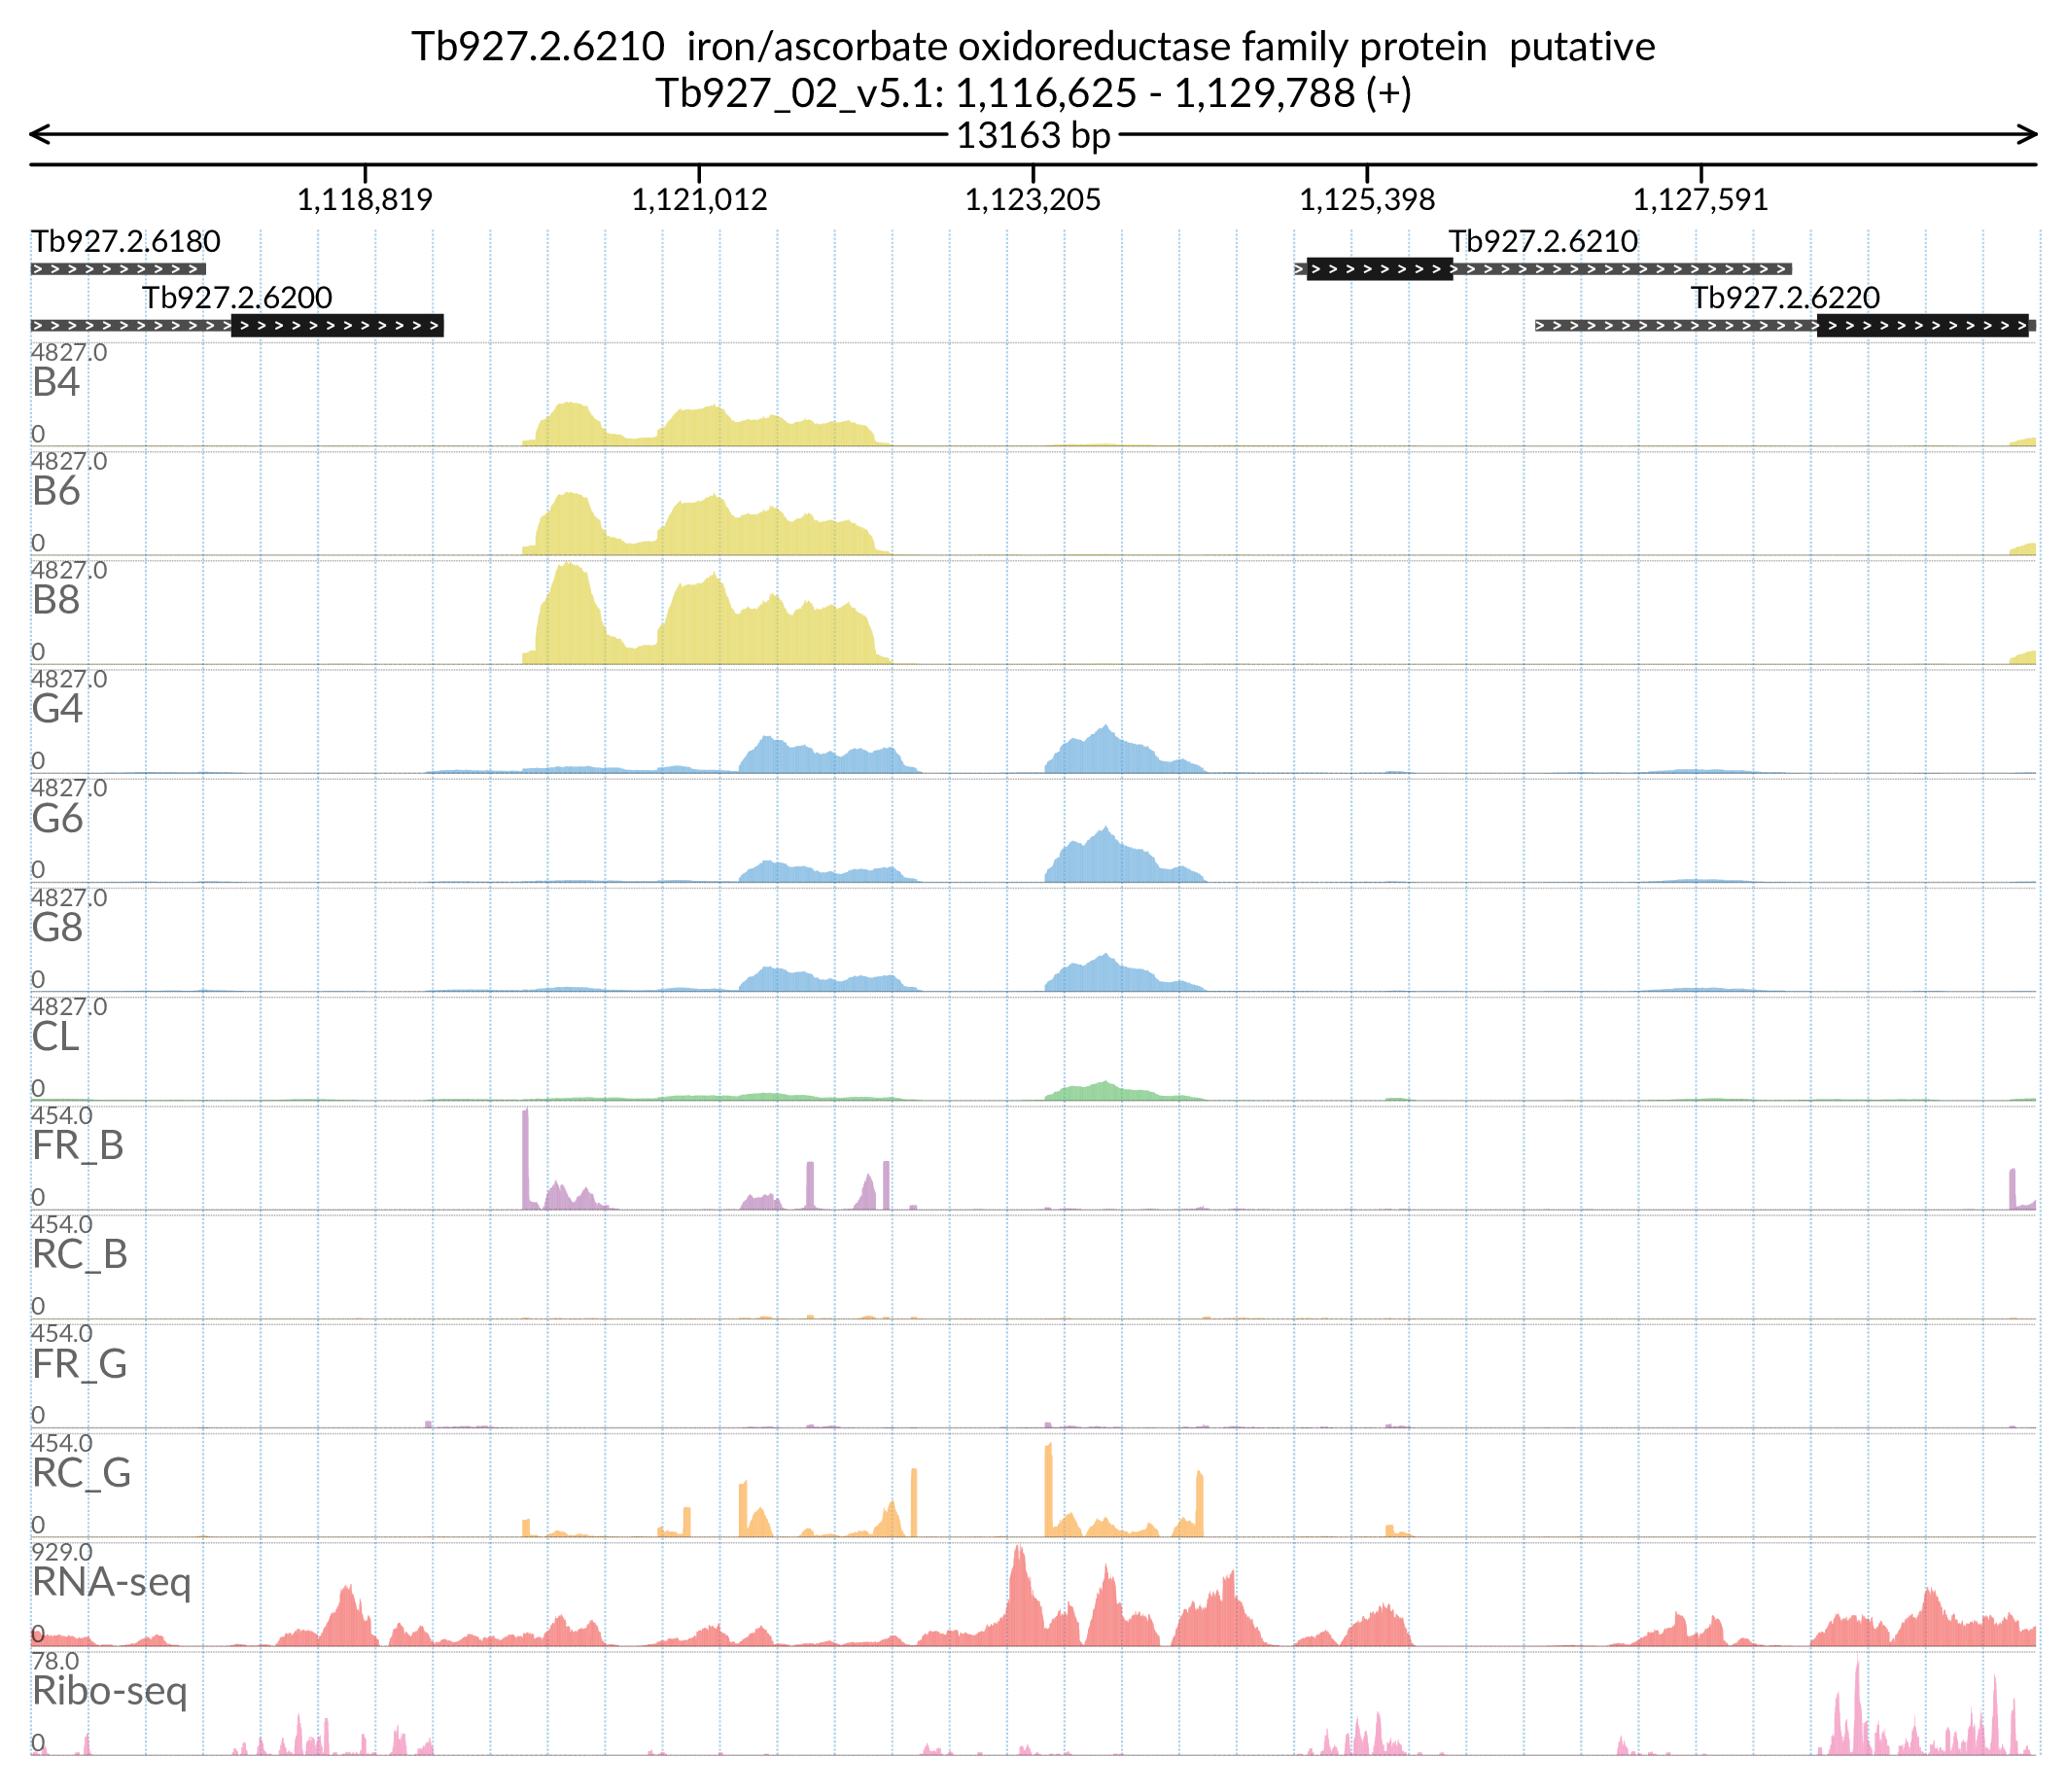 Tb927.2.6210  iron/ascorbate oxidoreductase family protein  putative
Tb927_02_v5.1: 1,116,625 - 1,129,788 (+)
13163 bp
1,118,819 1,121,012 1,123,205 1,125,398 1,127,591
Tb927.2.6180 Tb927.2.6210
Tb927.2.6200 Tb927.2.6220
4827.0
B4
0
4827.0
B6
0
4827.0
B8
0
4827.0
G4
0
4827.0
G6
0
4827.0
G8
0
4827.0
CL
0
454.0
FR_B
0
454.0
RC_B
0
454.0
FR_G
0
454.0
RC_G
0
929.0
RNA-seq
0
78.0
Ribo-seq
0